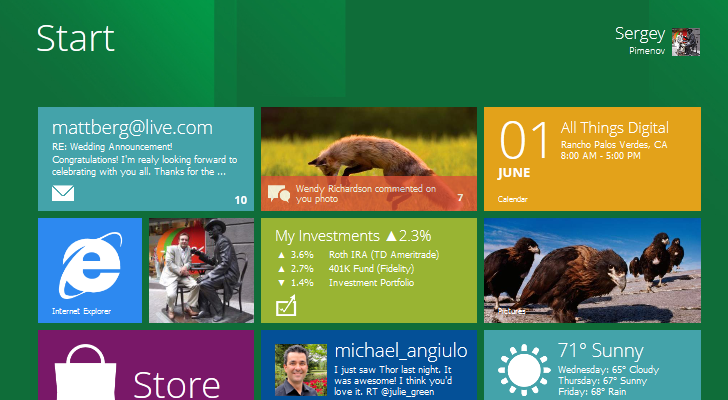 Start
Sergey
Pimenov
mattberg@live.com
RE: Wedding Announcement!
Congratulations! I'm realy looking forward to
celebrating with you all. Thanks for the ...
10
Wendy Richardson commented on
you photo
7
01
JUNE
All Things Digital
Rancho Palos Verdes, CA
8:00 AM - 5:00 PM
Calendar
Internet Explorer
My Investments ▲2.3%
▲ 3.6% Roth IRA (TD Ameritrade)
▲ 2.7% 401K Fund (Fidelity)
▼ 1.4% Investment Portfolio
Pictures
Store
michael_angiulo
I just saw Thor last night. It
was awesome! I think you'd
love it. RT @julie_green
71° Sunny
Wednesday: 65° Cloudy
Thursday: 67° Sunny
Friday: 68° Sunny